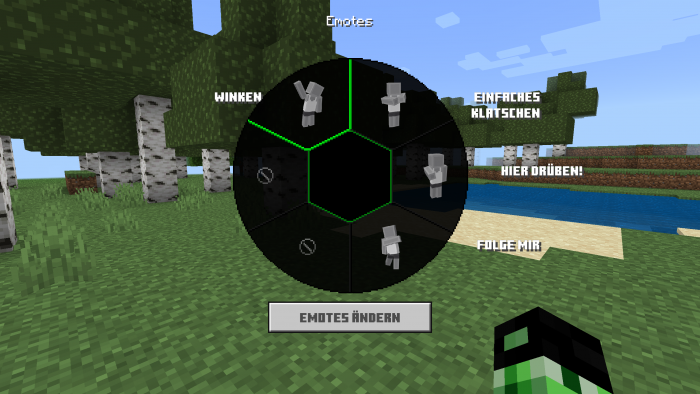 Emotes
WINKEN
EINFACHES
KLATSCHEN
HIER DRÜBEN!
FOLGE MIR
EMOTES ÄNDERN